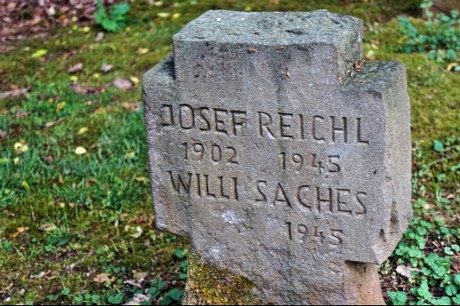 JOSEF REICHL
1902 1945
WILLI SACHES
1945